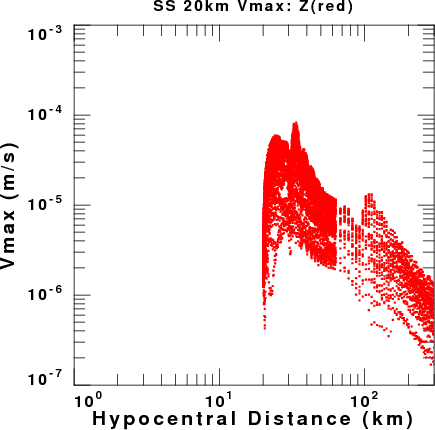 SS 20km Vmax: Z(red)
10⁻³
10⁻⁴
10⁻⁵
10⁻⁶
10⁻⁷
Vmax (m/s)
10⁰ 10¹ 10²
Hypocentral Distance (km)